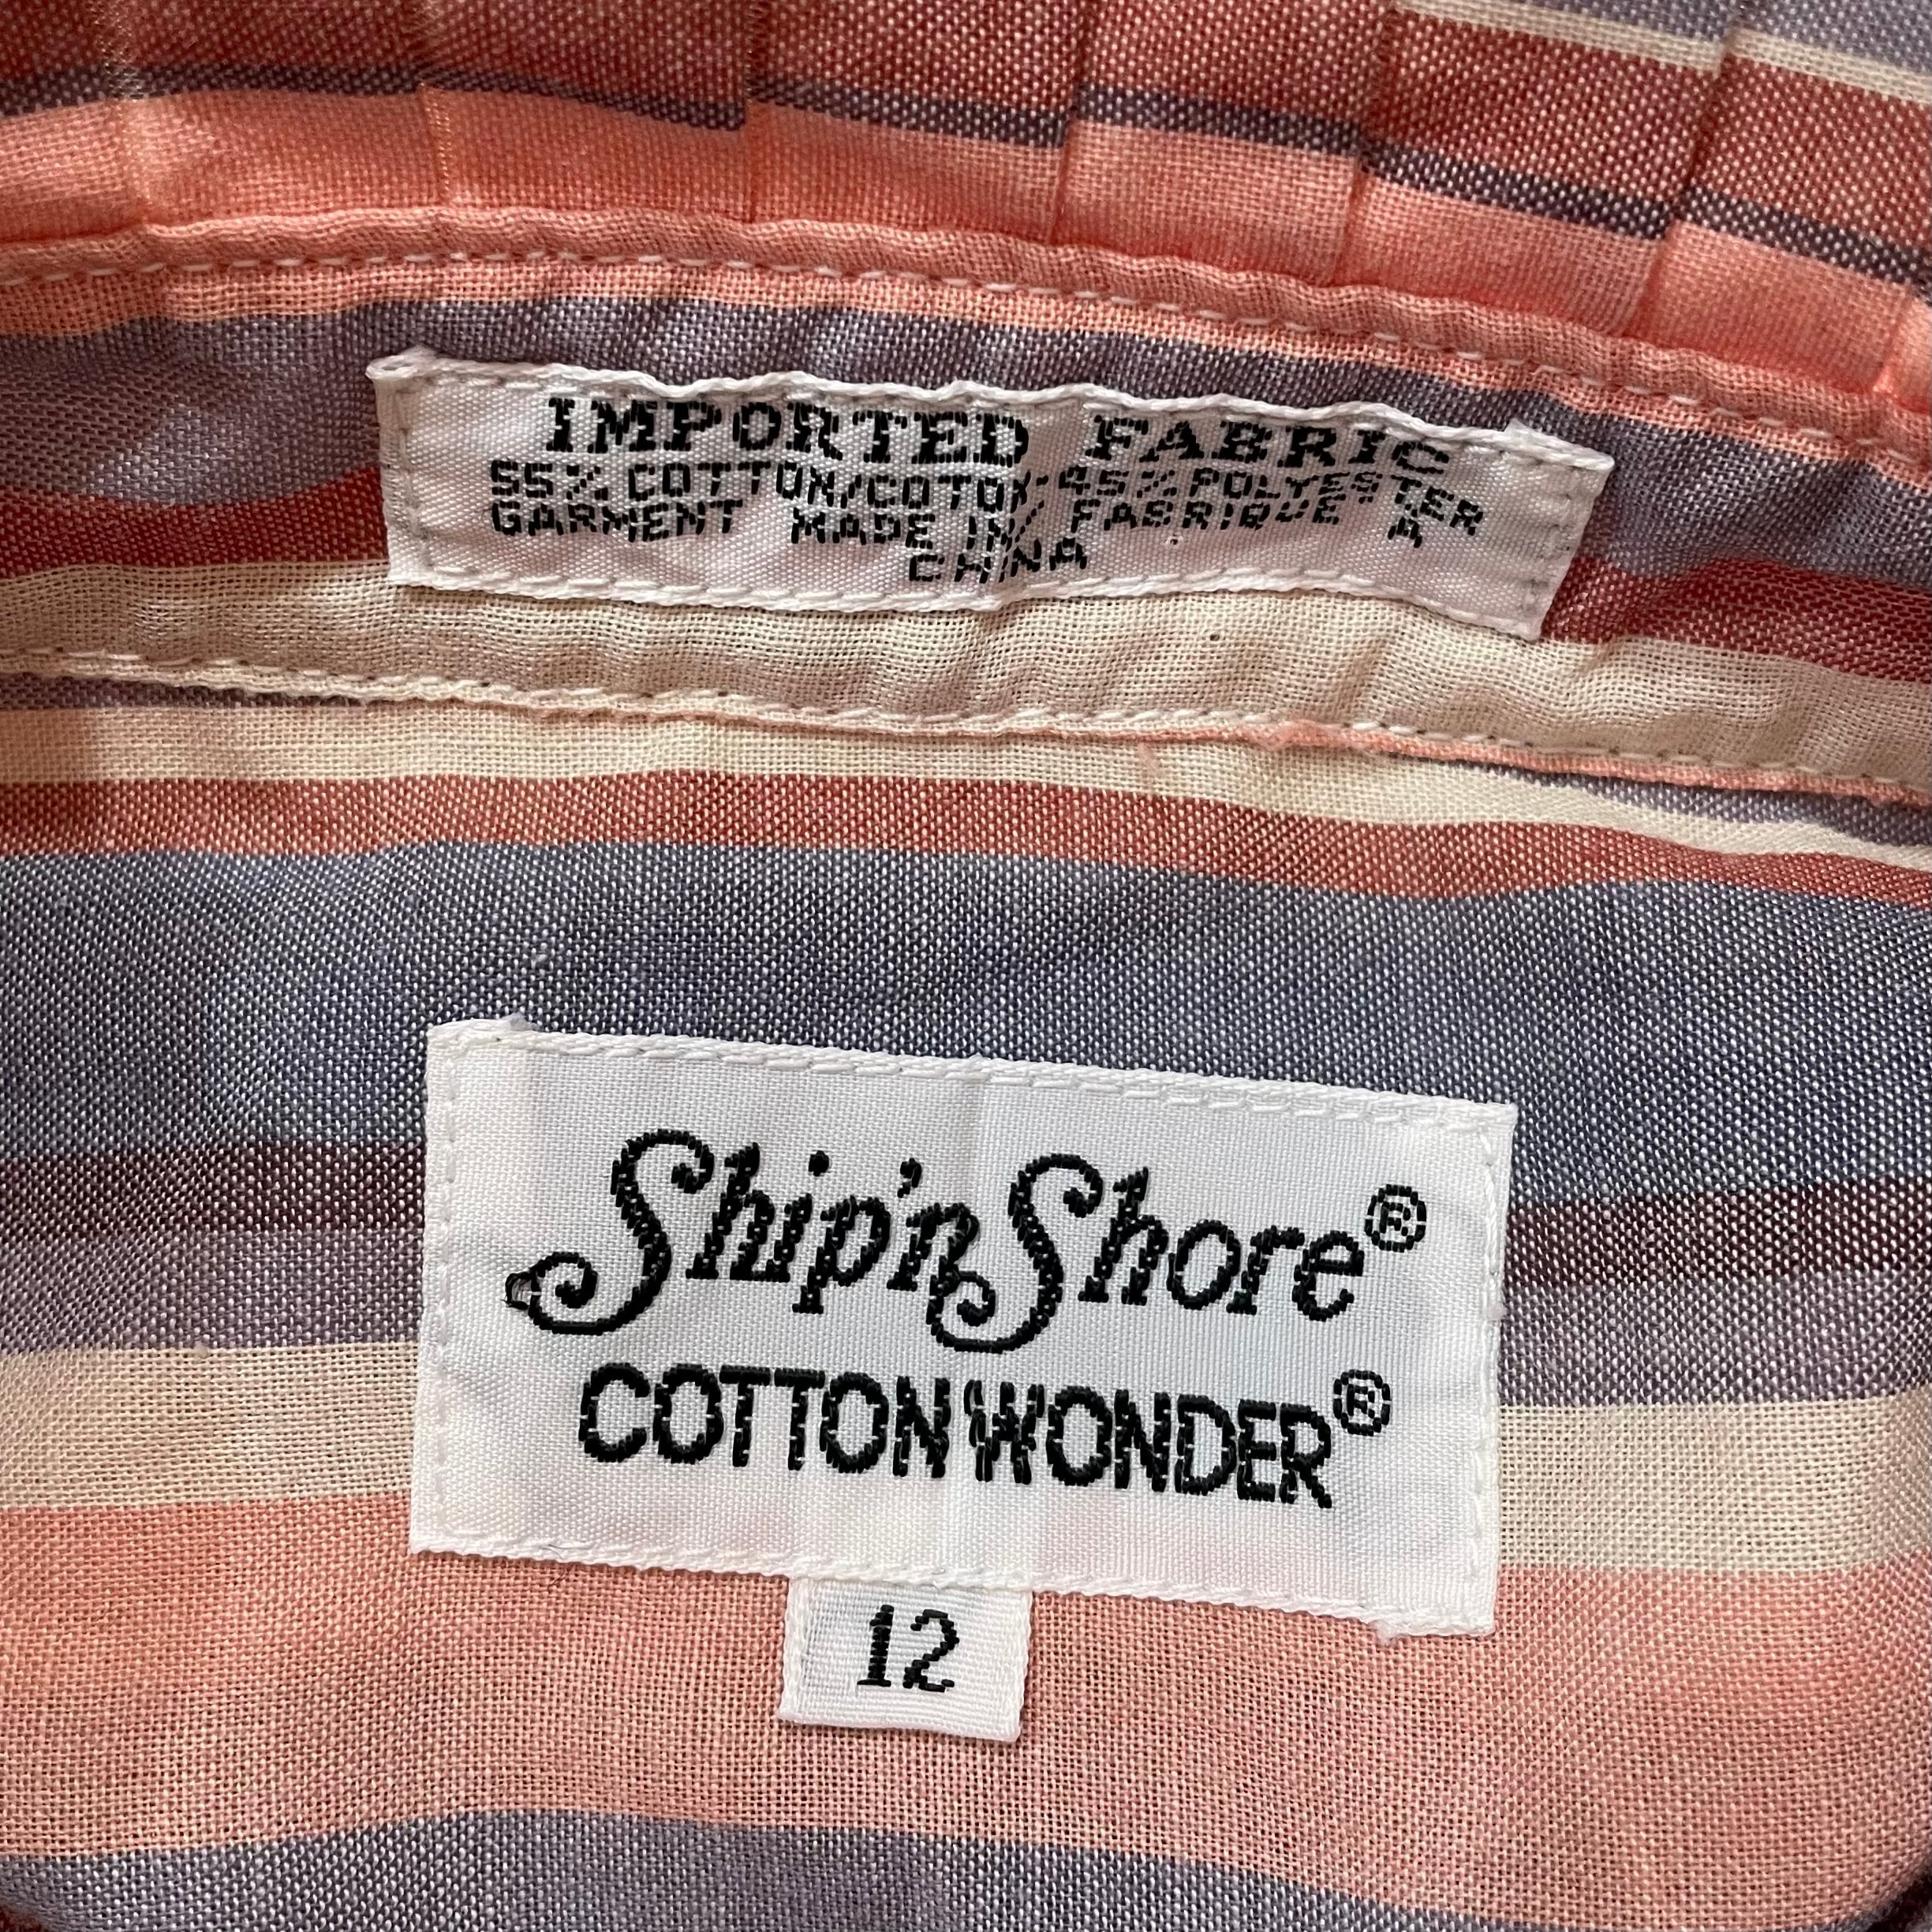 IMPORTED FABRIC
55% COTTON/COTON·45% POLYESTER
GARMENT MADE IN/ FABRIQUE A
CHINA
Ship'n Shore®
COTTON WONDER®
12